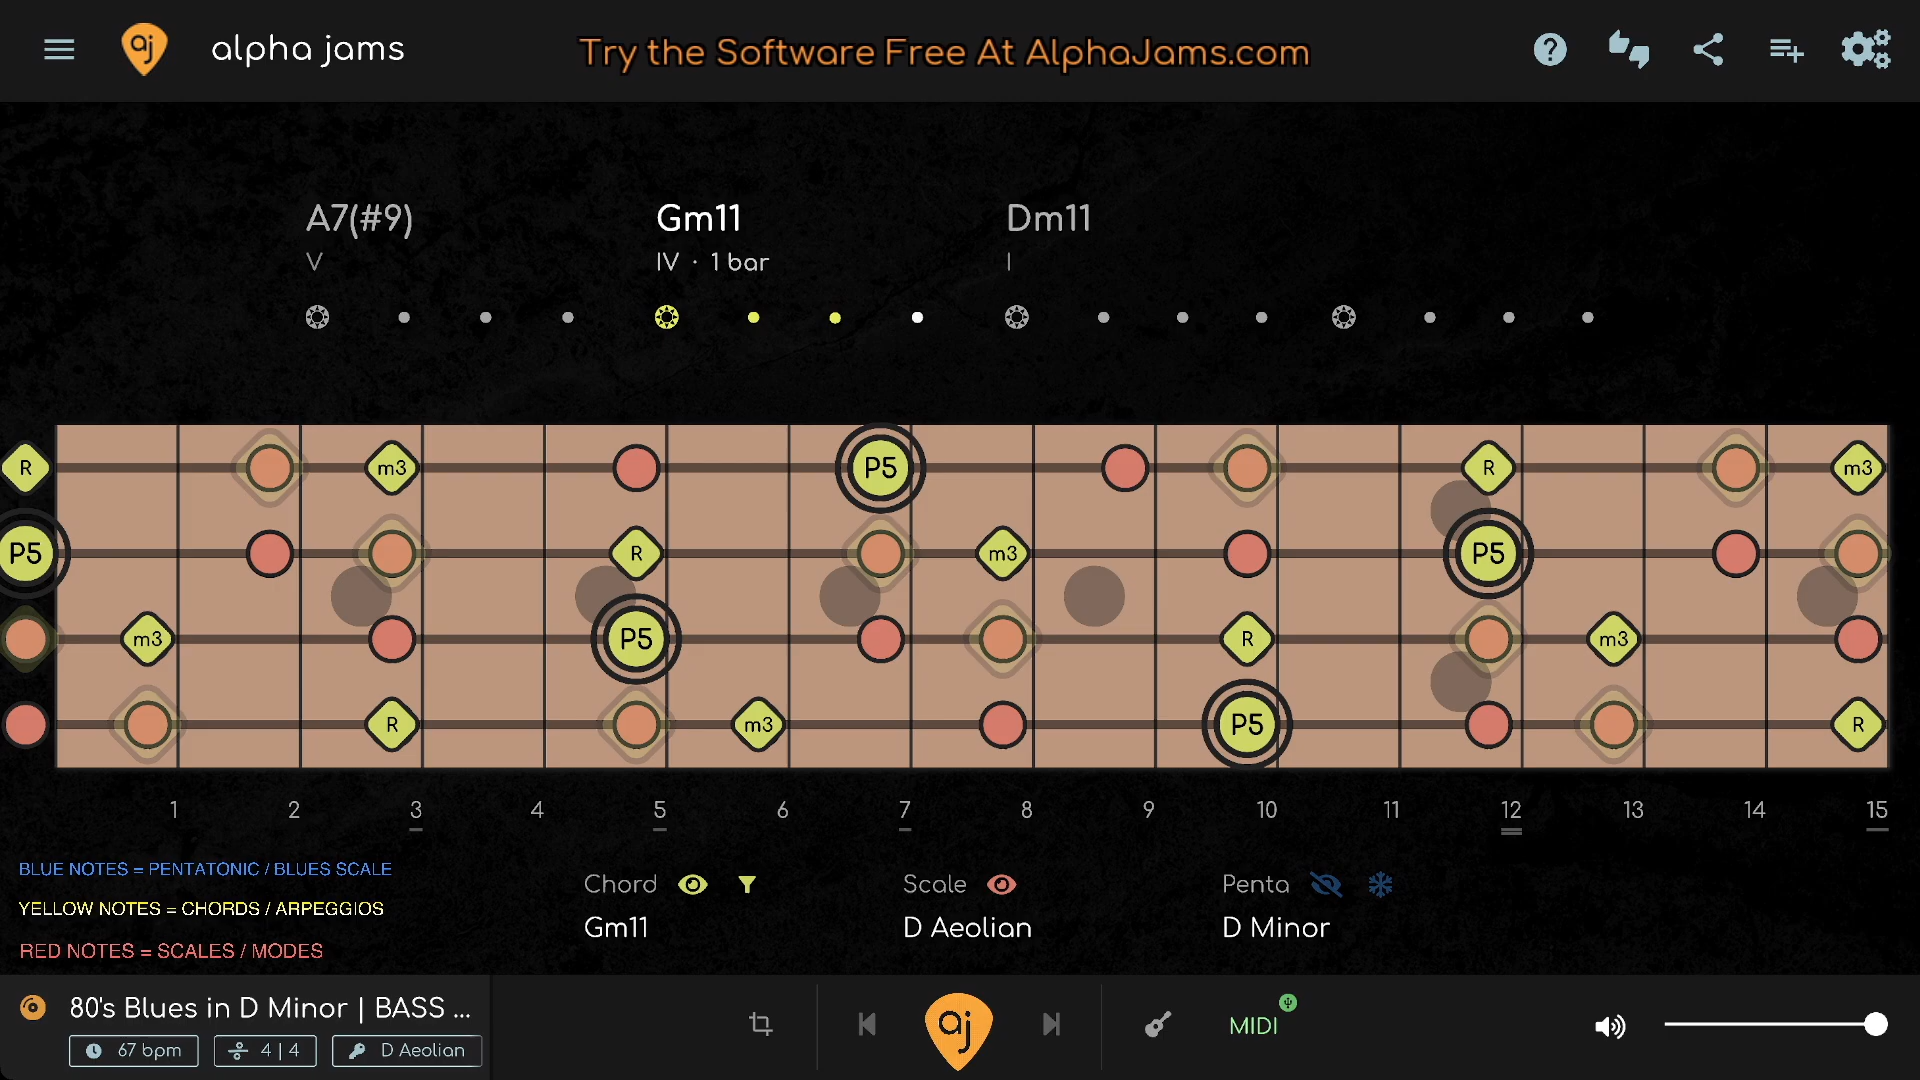 aj alpha jams
Try the Software Free At AlphaJams.com
A7(#9) Gm11 Dm11
V IV · 1 bar I
R m3 P5 R m3
P5 R m3 P5
m3 P5 R m3
R m3 P5 R
1 2 3 4 5 6 7 8 9 10 11 12 13 14 15
BLUE NOTES = PENTATONIC / BLUES SCALE
YELLOW NOTES = CHORDS / ARPEGGIOS
RED NOTES = SCALES / MODES
Chord Scale Penta
Gm11 D Aeolian D Minor
80's Blues in D Minor | BASS ...
67 bpm 4 | 4 D Aeolian
aj
MIDI